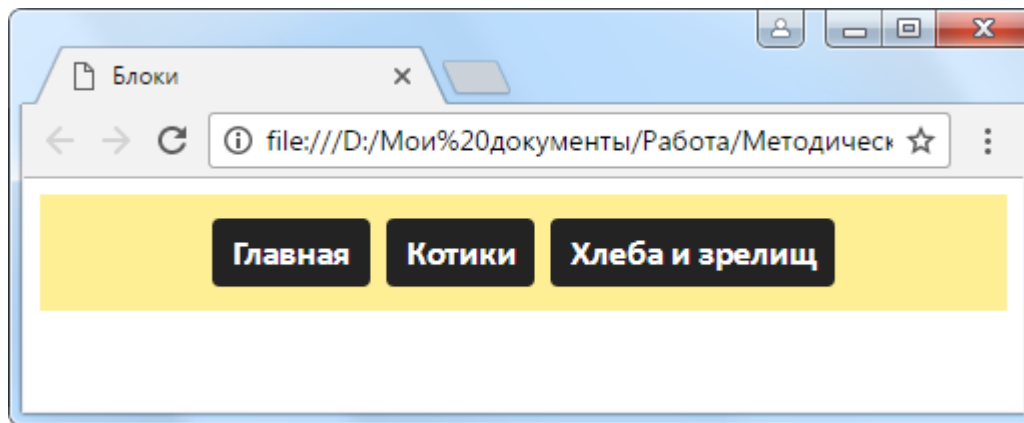 Блоки
file:///D:/Мои%20документы/Работа/Методическ
Главная Котики Хлеба и зрелищ